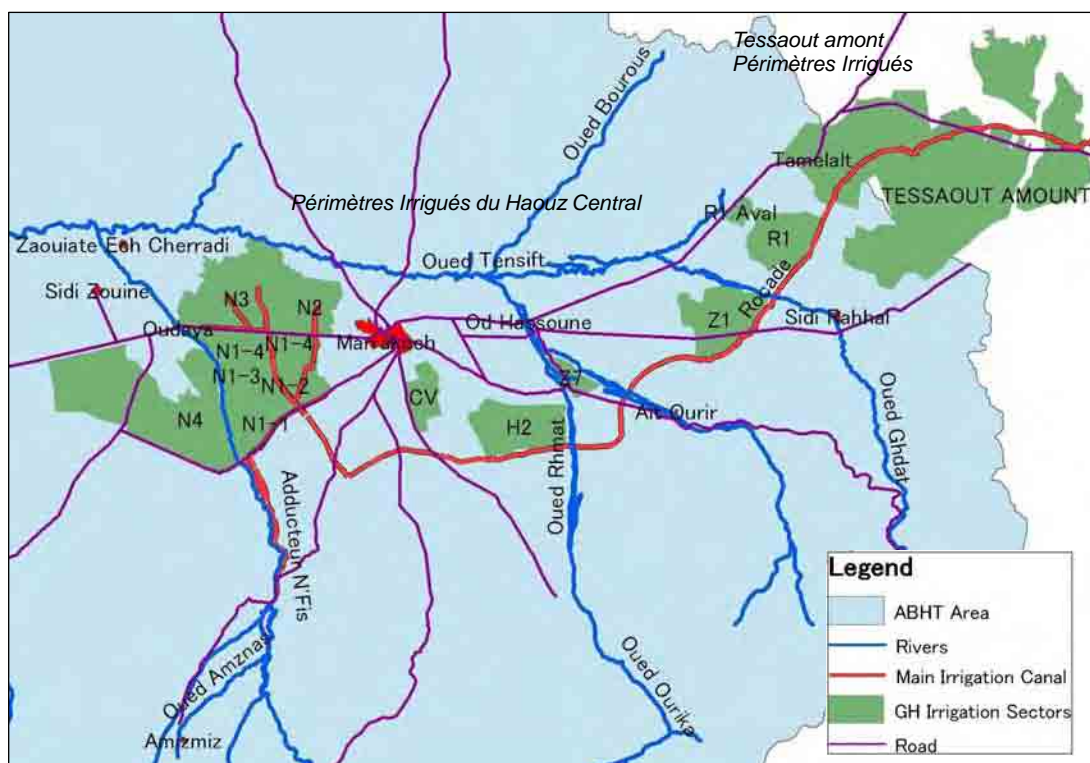 Tessaout amont
Périmètres Irrigués
Oued Bourous
Tamelalt
TESSAOUT AMOUNT
Périmètres Irrigués du Haouz Central
R1 Aval
R1
Zaouiate Ech Cherradi
Oued Tensift
Sidi Zouine
N3
N2
Rocade
Oudaya
Od Hassoune
Z1
Sidi Rahhal
Marrakech
N1-4
N1-4
N1-3
N1-2
Z7
CV
N4
N1-1
H2
Ait Ourir
Oued Rhmat
Oued Ghdat
Adducteur N'Fis
Legend
ABHT Area
Rivers
Main Irrigation Canal
GH Irrigation Sectors
Road
Oued Amznas
Oued Ourika
Amizmiz